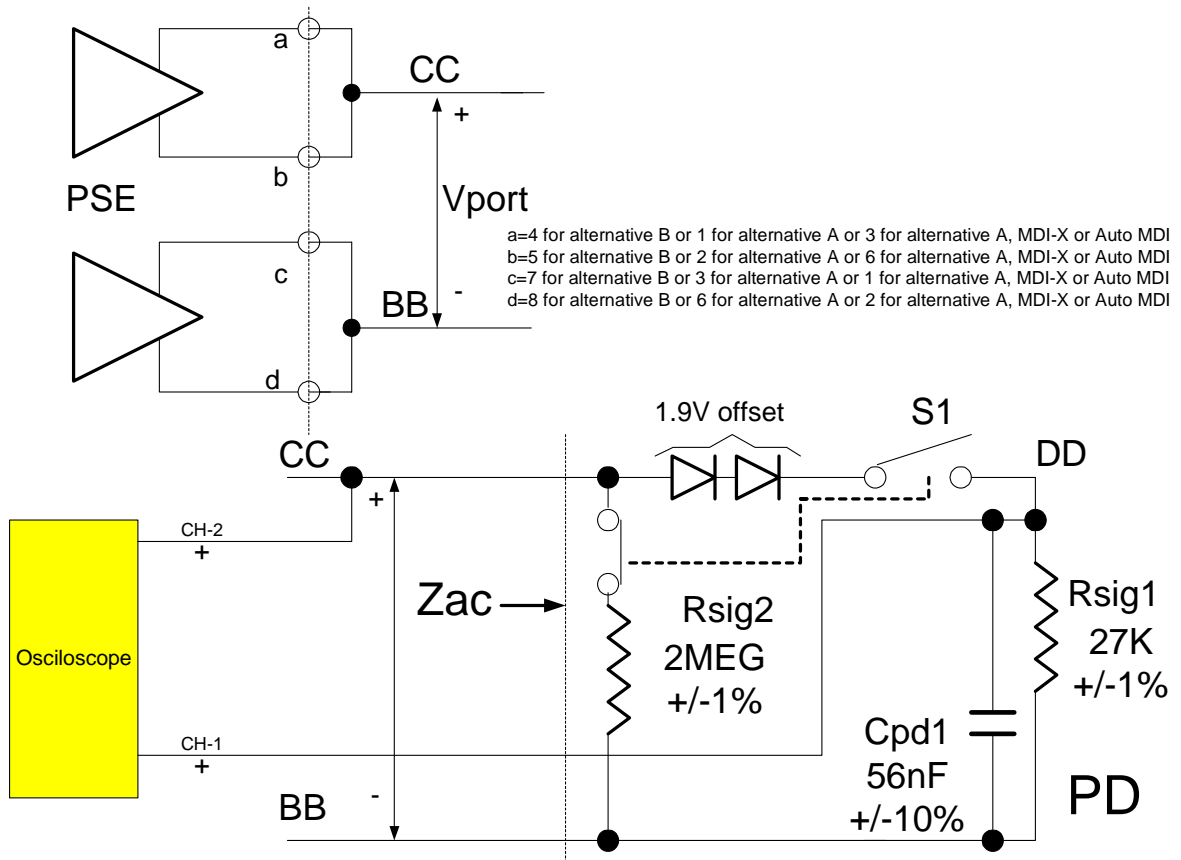 a
CC
+
b
PSE
Vport
a=4 for alternative B or 1 for alternative A or 3 for alternative A, MDI-X or Auto MDI
b=5 for alternative B or 2 for alternative A or 6 for alternative A, MDI-X or Auto MDI
c=7 for alternative B or 3 for alternative A or 1 for alternative A, MDI-X or Auto MDI
d=8 for alternative B or 6 for alternative A or 2 for alternative A, MDI-X or Auto MDI
c
BB
-
d
1.9V offset
S1
CC
DD
+
CH-2
+
Zac
Rsig2
2MEG
+/-1%
Rsig1
27K
+/-1%
Osciloscope
CH-1
+
Cpd1
56nF
+/-10%
PD
BB
-